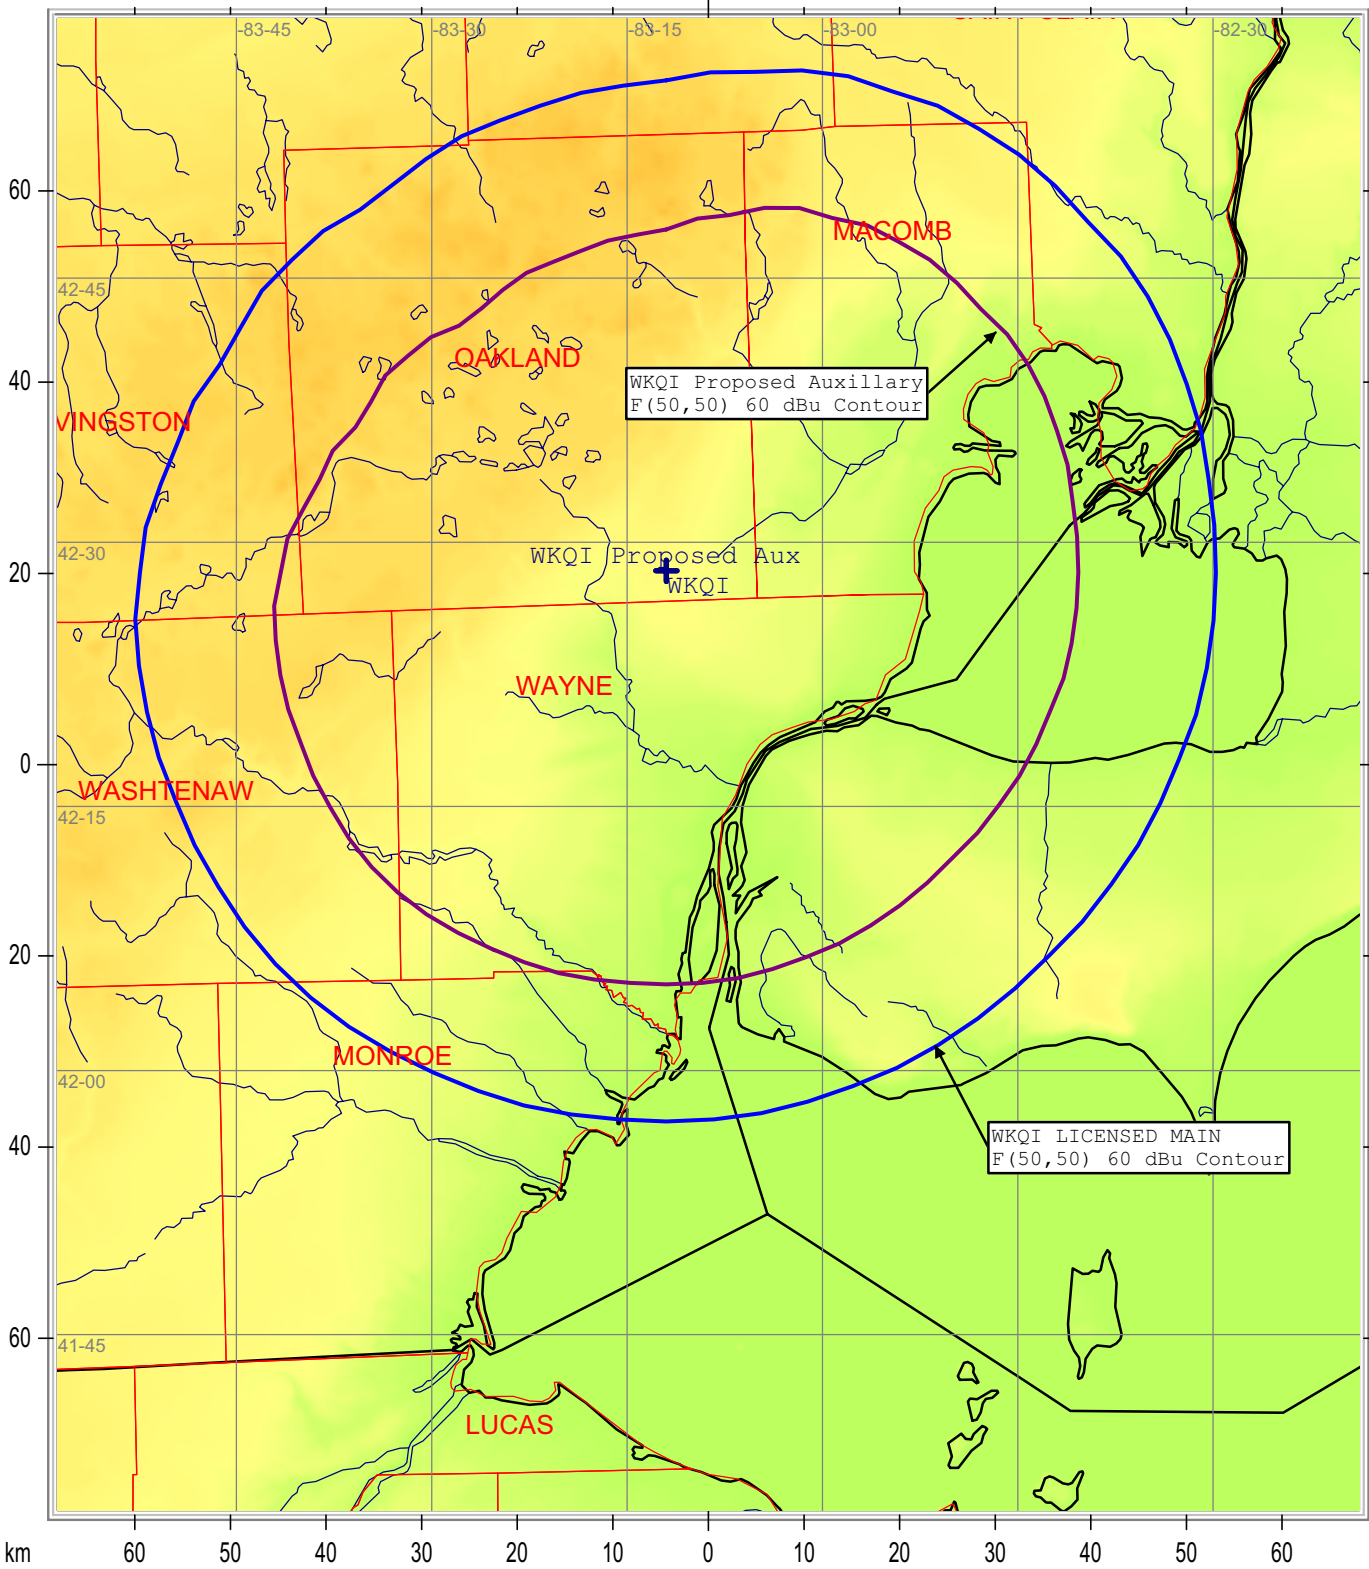 -83-45
-83-30
-83-15
-83-00
-82-30
60
MACOMB
42-45
OAKLAND
40
WKQI Proposed Auxillary
F(50,50) 60 dBu Contour
VINGSTON
42-30
WKQI Proposed Aux
20
WKQI
WAYNE
0
WASHTENAW
42-15
20
MONROE
42-00
WKQI LICENSED MAIN
40
F(50,50) 60 dBu Contour
60
41-45
LUCAS
km 60 50 40 30 20 10 0 10 20 30 40 50 60